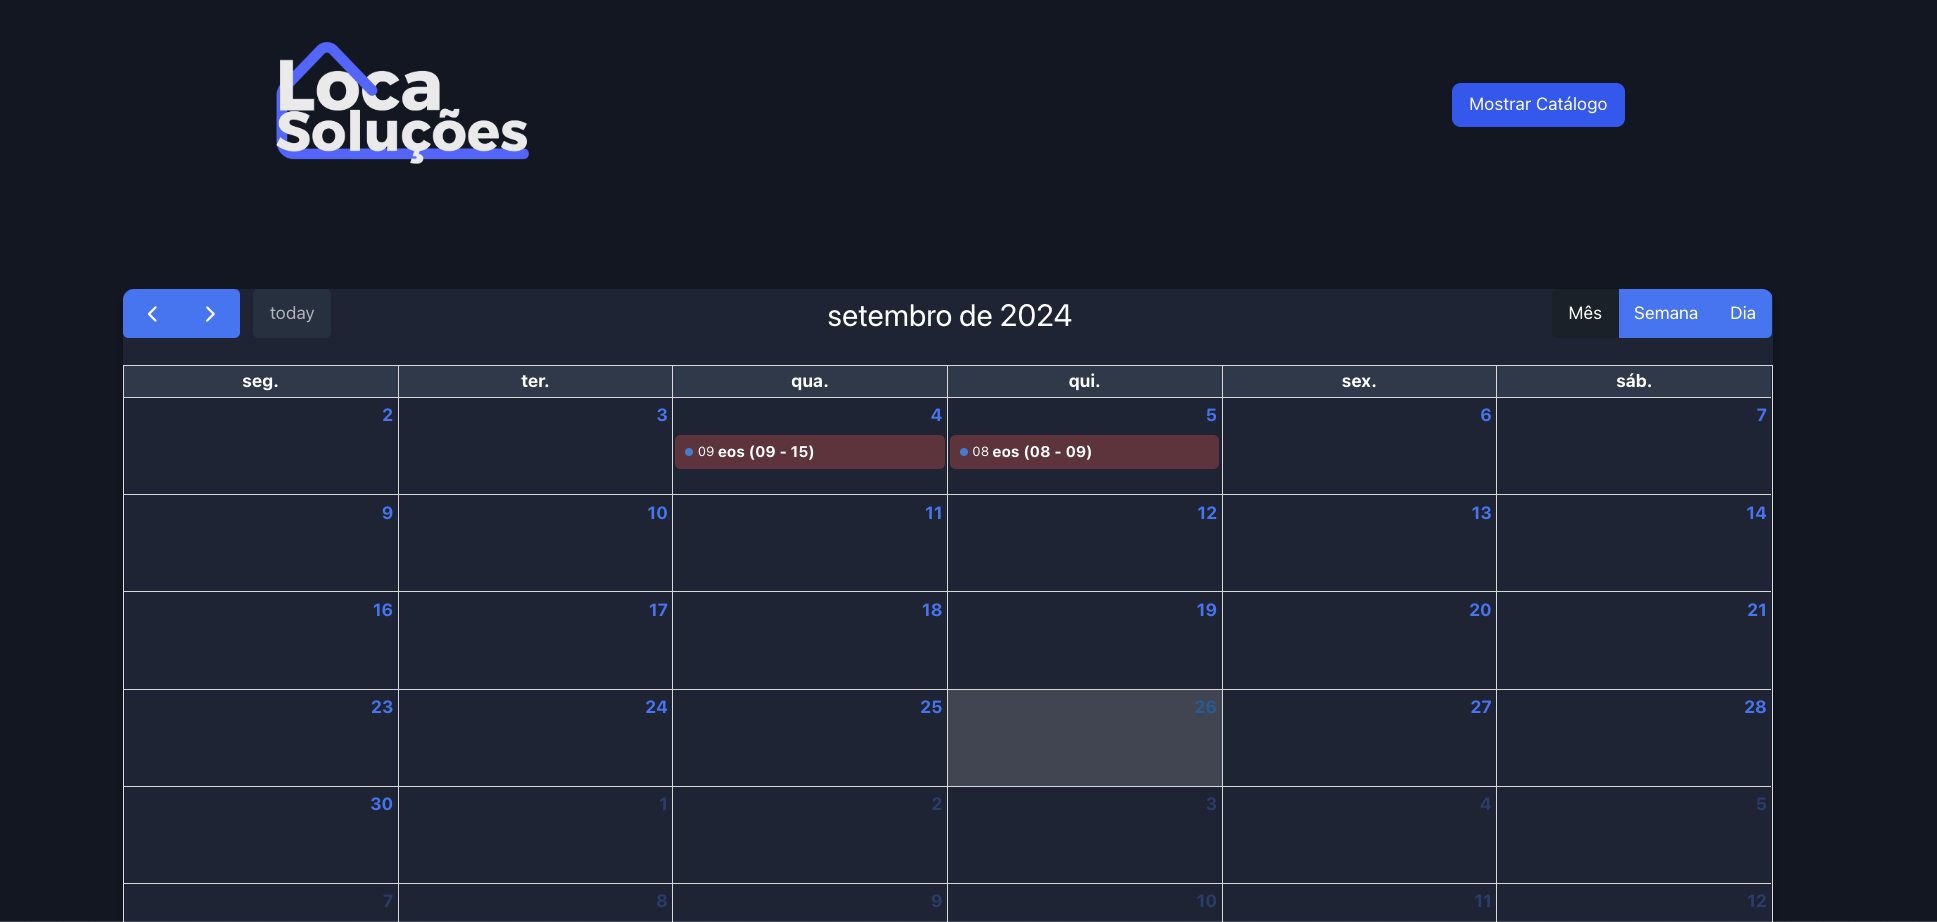 Loca
Soluções
Mostrar Catálogo
today
setembro de 2024
Mês Semana Dia
seg. ter. qua. qui. sex. sáb.
2 3 4 5 6 7
09 eos (09 - 15) 08 eos (08 - 09)
9 10 11 12 13 14
16 17 18 19 20 21
23 24 25 26 27 28
30 1 2 3 4 5
7 8 9 10 11 12